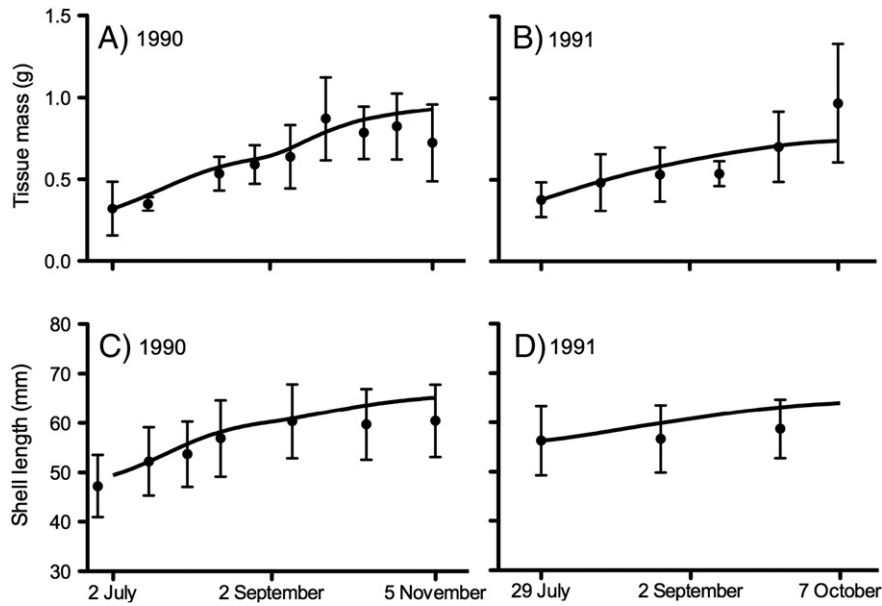 A) 1990
B) 1991
Tissue mass (g)
1.5
1.0
0.5
0.0
C) 1990
D) 1991
Shell length (mm)
80
70
60
50
40
30
2 July 2 September 5 November
29 July 2 September 7 October